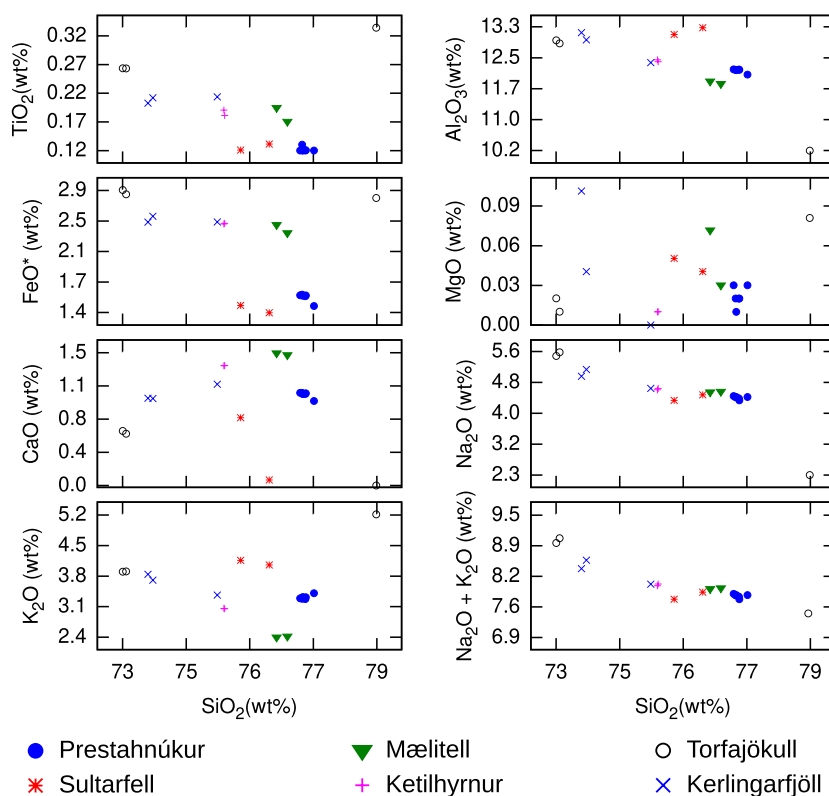 TiO2(wt%)
0.32
0.27
0.22
0.17
0.12
Al2O3(wt%)
13.3
12.5
11.7
11.0
10.2
FeO* (wt%)
2.9
2.5
2.1
1.7
1.4
MgO (wt%)
0.09
0.06
0.03
0.00
CaO (wt%)
1.5
1.1
0.8
0.4
0.0
Na2O (wt%)
5.6
4.8
4.0
3.2
2.3
K2O (wt%)
5.2
4.5
3.8
3.1
2.4
Na2O + K2O (wt%)
9.5
8.9
8.2
7.6
6.9
73 75 76 77 79
73 75 76 77 79
SiO2(wt%)
SiO2(wt%)
Prestahnúkur Mælitell Torfajökull
Sultarfell Ketilhyrnur Kerlingarfjöll